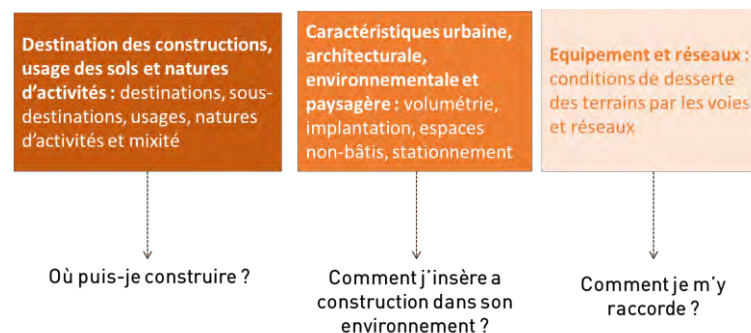 Destination des constructions,
usage des sols et natures
d'activités : destinations, sous-
destinations, usages, natures
d'activités et mixité
Caractéristiques urbaine,
architecturale,
environnementale et
paysagère : volumétrie,
implantation, espaces
non-bâtis, stationnement
Equipement et réseaux :
conditions de desserte
des terrains par les voies
et réseaux
Où puis-je construire ?
Comment j'insère a
construction dans son
environnement ?
Comment je m'y
raccorde ?